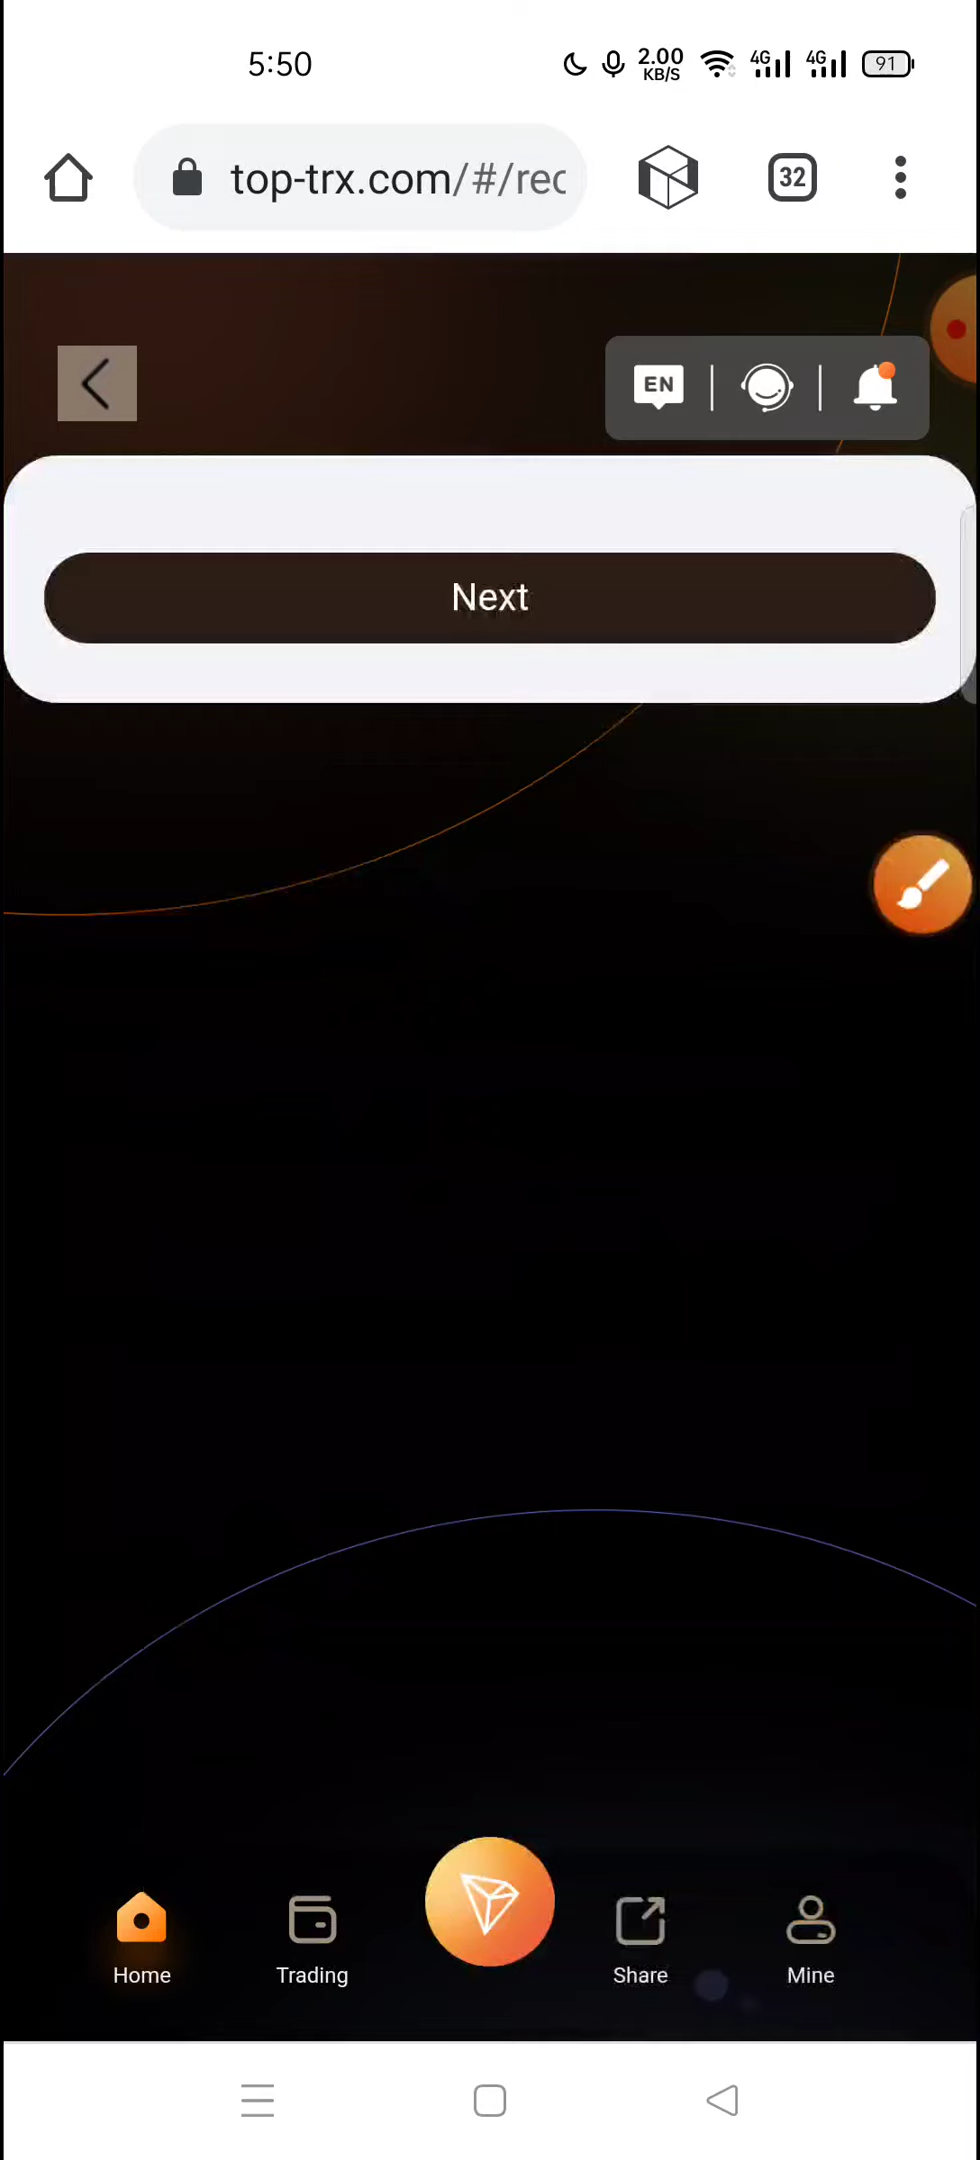 5:50
2.00
KB/S
4G
4G
91
top-trx.com/#/rec
32
EN
Next
Home
Trading
Share
Mine